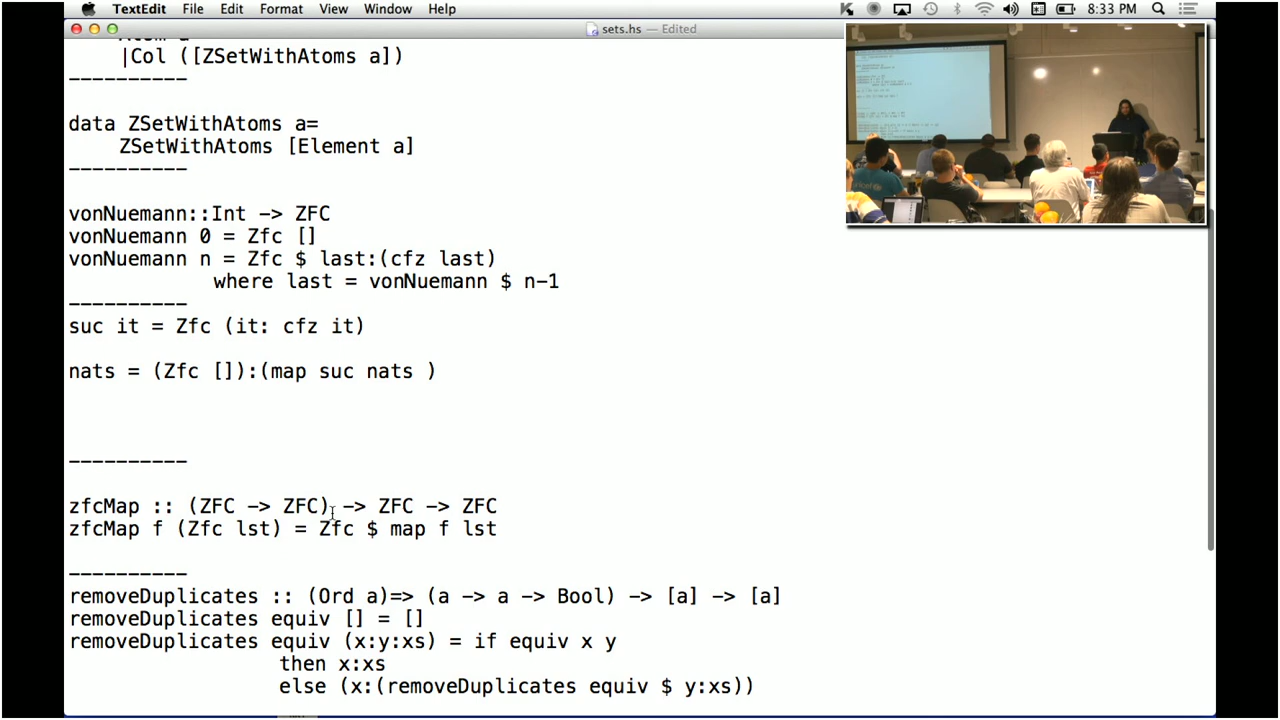 TextEdit File Edit Format View Window Help 8:33 PM
sets.hs — Edited
|Col ([ZSetWithAtoms a])
----------
data ZSetWithAtoms a=
ZSetWithAtoms [Element a]
----------
vonNuemann::Int -> ZFC
vonNuemann 0 = Zfc []
vonNuemann n = Zfc $ last:(cfz last)
where last = vonNuemann $ n-1
----------
suc it = Zfc (it: cfz it)
nats = (Zfc []):(map suc nats )
----------
zfcMap :: (ZFC -> ZFC) -> ZFC -> ZFC
zfcMap f (Zfc lst) = Zfc $ map f lst
----------
removeDuplicates :: (Ord a)=> (a -> a -> Bool) -> [a] -> [a]
removeDuplicates equiv [] = []
removeDuplicates equiv (x:y:xs) = if equiv x y
then x:xs
else (x:(removeDuplicates equiv $ y:xs))